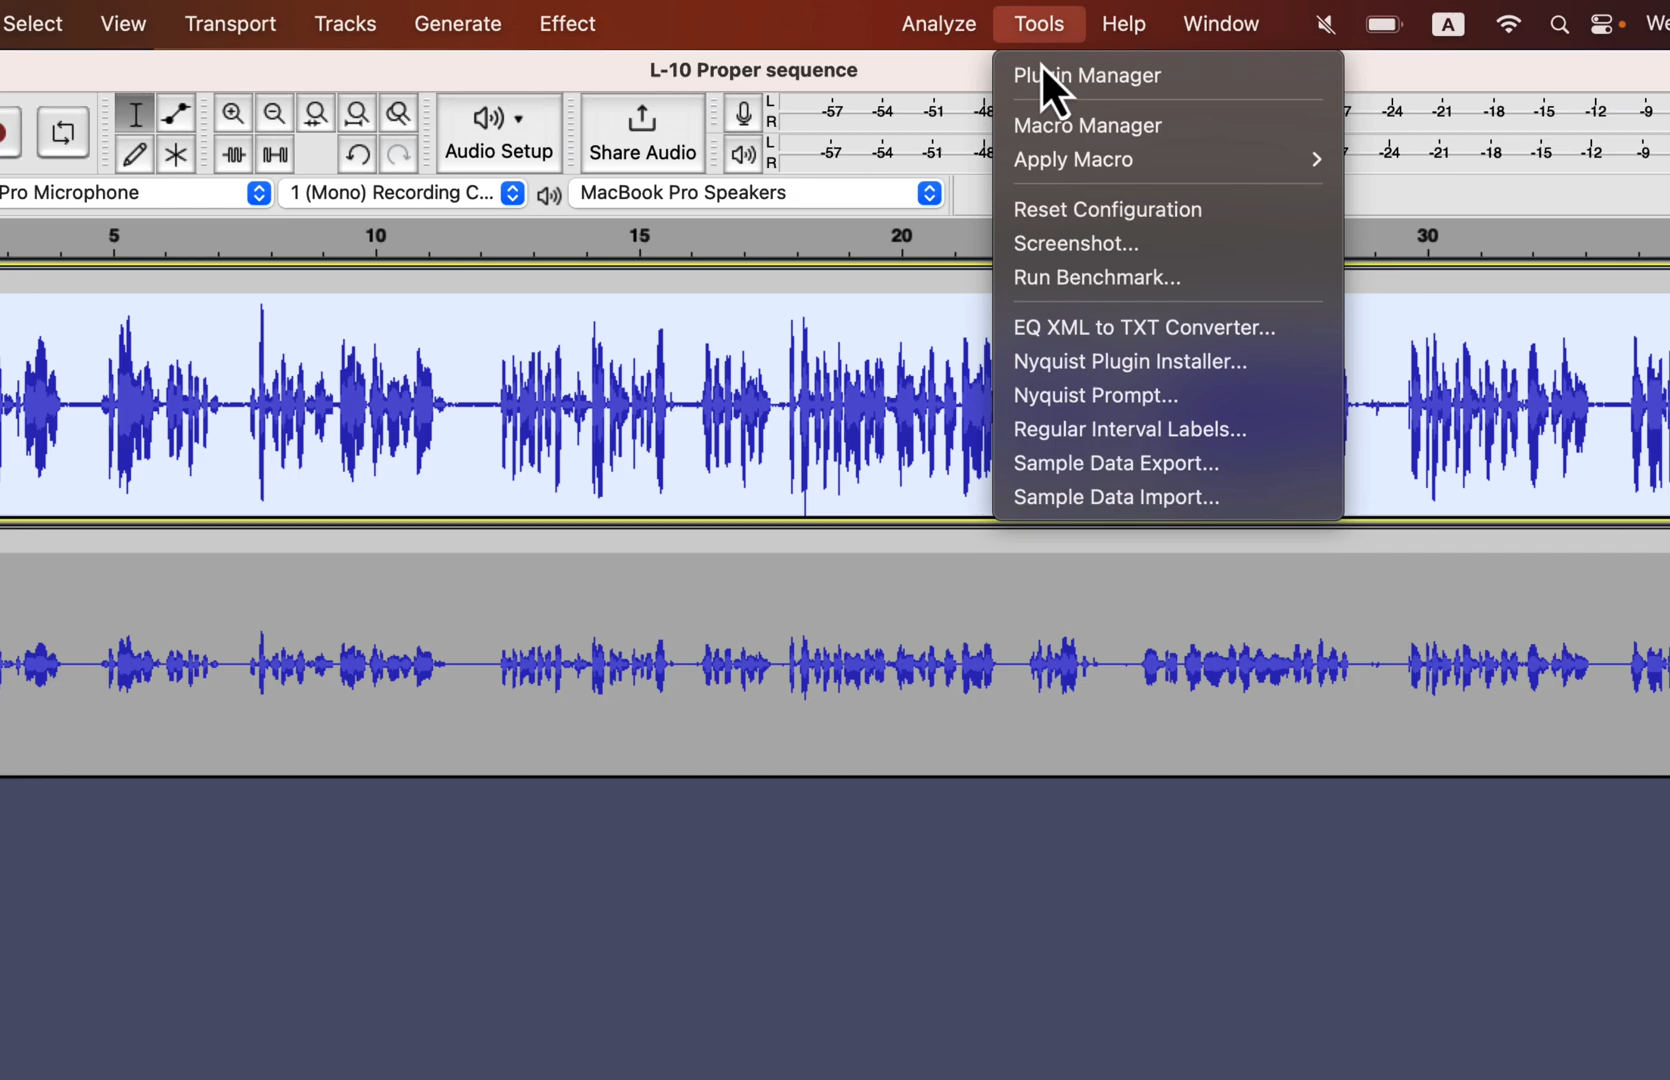 Select View Transport Tracks Generate Effect Analyze Tools Help Window A We
L-10 Proper sequence
Plugin Manager
Macro Manager
Apply Macro
Reset Configuration
Screenshot...
Run Benchmark...
EQ XML to TXT Converter...
Nyquist Plugin Installer...
Nyquist Prompt...
Regular Interval Labels...
Sample Data Export...
Sample Data Import...
Audio Setup
Share Audio
L
R
-57 -54 -51 -48 -24 -21 -18 -15 -12 -9
L
R
-57 -54 -51 -48 -24 -21 -18 -15 -12 -9
Pro Microphone 1 (Mono) Recording C... MacBook Pro Speakers
5 10 15 20 30